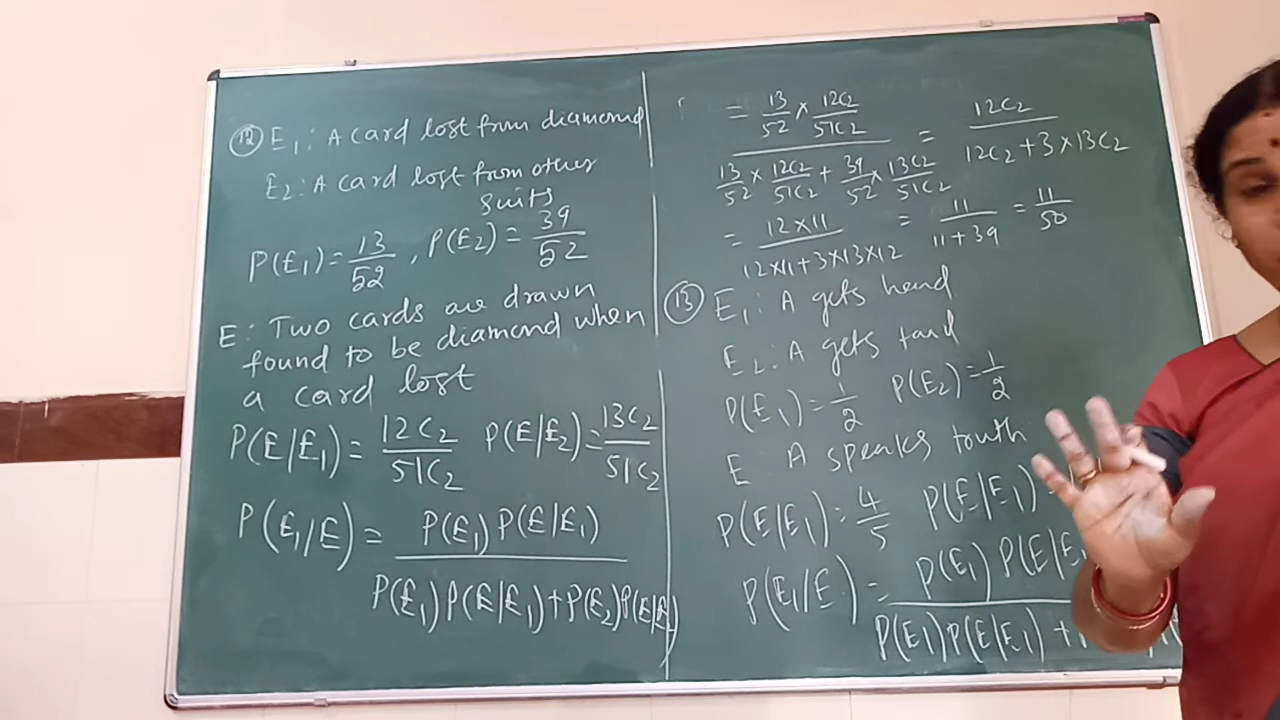 (12) E₁: A card lost from diamond
E₂: A card lost from other
suits
P(E₁) = 13/52 , P(E₂) = 39/52
E: Two cards are drawn
found to be diamond when
a card lost
P(E/E₁) = 12C₂/51C₂ P(E/E₂) = 13C₂/51C₂
P(E₁/E) = P(E₁) P(E/E₁)
P(E₁) P(E/E₁) + P(E₂) P(E/E₂)
= 13/52 × 12C₂/51C₂ = 12C₂
13/52 × 12C₂/51C₂ + 39/52 × 13C₂/51C₂ 12C₂ + 3 × 13C₂
= 12×11 = 11 = 11/50
12×11+3×13×12 11+39
(13) E₁: A gets head
E₂: A gets tail
P(E₁) = 1/2 P(E₂) = 1/2
E A speaks truth
P(E/E₁) = 4/5 P(E/E₁)
P(E₁/E) = P(E₁) P(E/E₁
P(E₁) P(E/E₁) +